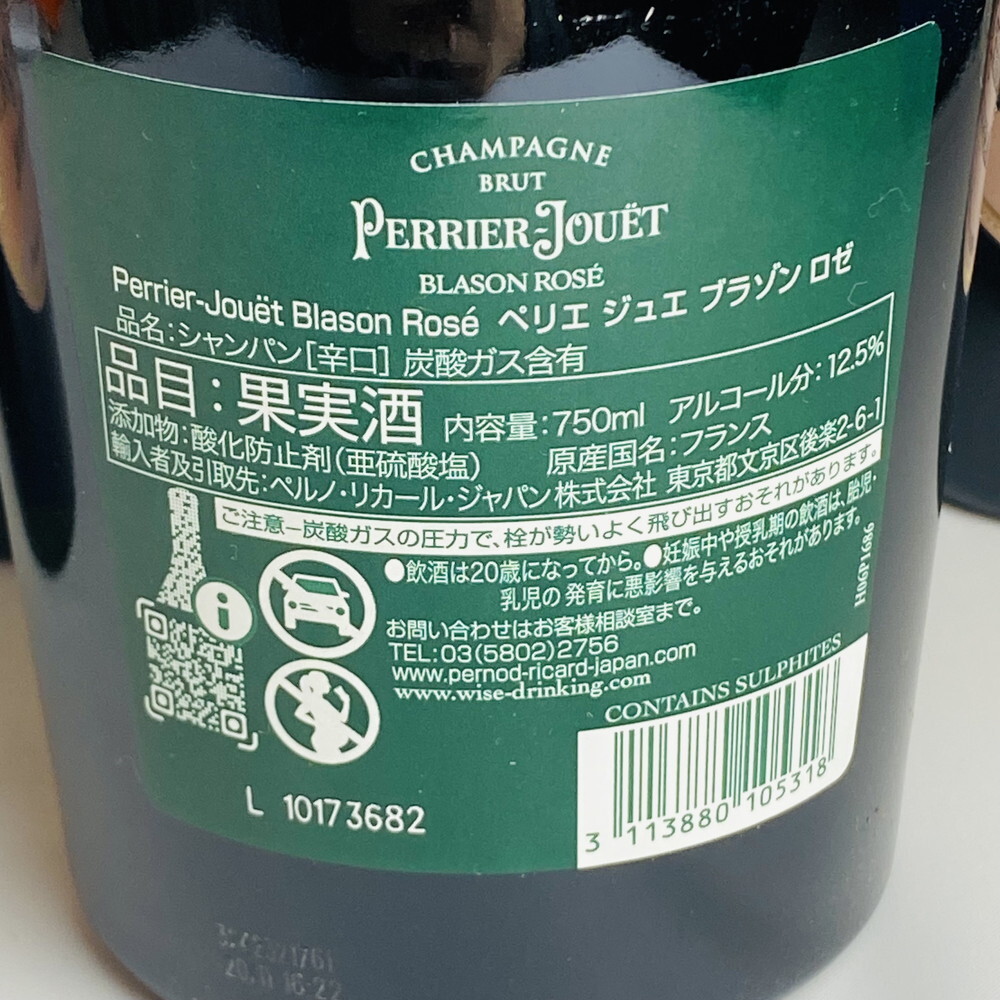 CHAMPAGNE
BRUT
PERRIER-JOUËT
BLASON ROSÉ
Perrier-Jouët Blason Rosé ペリエ ジュエ ブラゾン ロゼ
品名:シャンパン[辛口] 炭酸ガス含有
品目:果実酒 内容量:750ml アルコール分:12.5%
添加物:酸化防止剤(亜硫酸塩) 原産国名:フランス
輸入者及引取先:ペルノ・リカール・ジャパン株式会社 東京都文京区後楽2-6-1
ご注意−炭酸ガスの圧力で、栓が勢いよく飛び出すおそれがあります。
●飲酒は20歳になってから。●妊娠中や授乳期の飲酒は、胎児・
乳児の発育に悪影響を与えるおそれがあります。
お問い合わせはお客様相談室まで。
TEL:03(5802)2756
www.pernod-ricard-japan.com
www.wise-drinking.com
H06P1686
CONTAINS SULPHITES
3 113880 105318
i
L 10173682